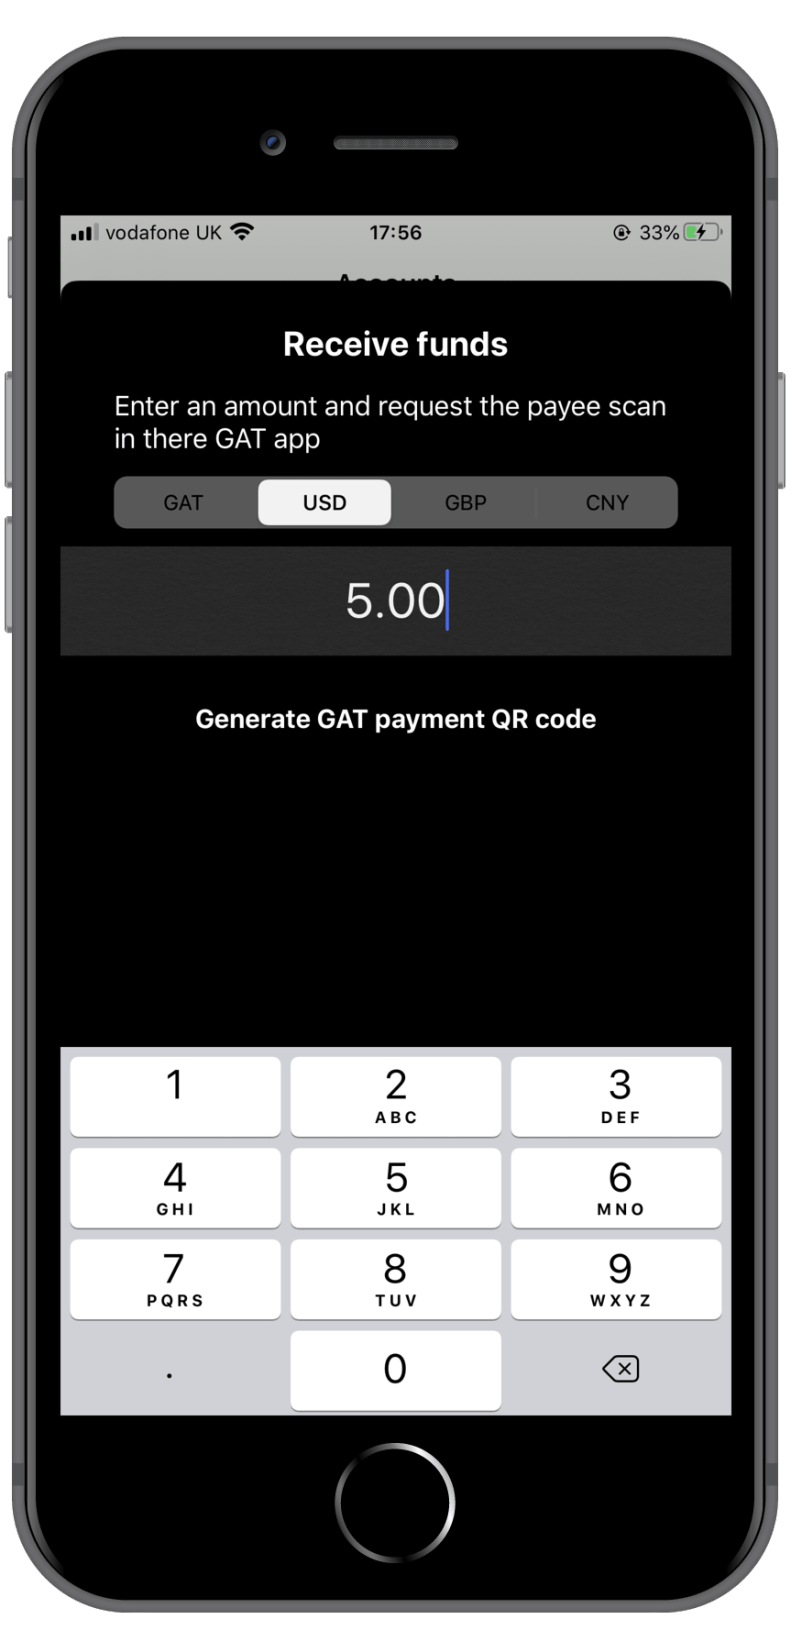 vodafone UK 17:56 33%
Accounts
Receive funds
Enter an amount and request the payee scan
in there GAT app
GAT USD GBP CNY
5.00
Generate GAT payment QR code
1 2 3
ABC DEF
4 5 6
GHI JKL MNO
7 8 9
PQRS TUV WXYZ
. 0